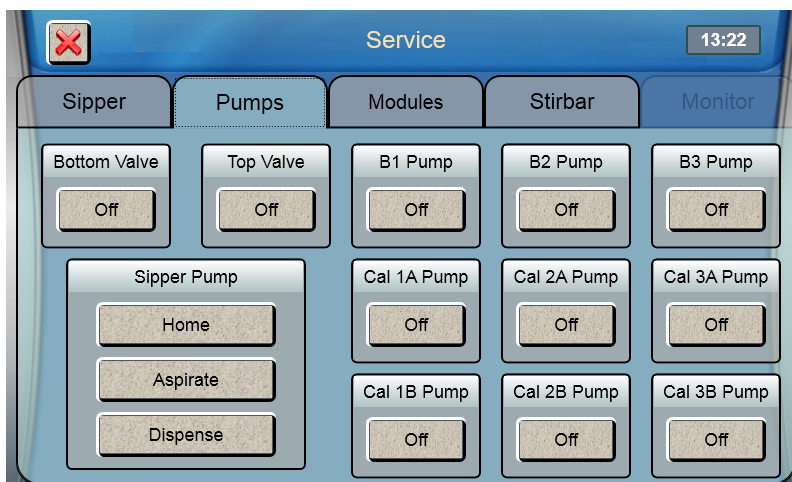 Service
13:22
Sipper
Pumps
Modules
Stirbar
Monitor
Bottom Valve
Top Valve
B1 Pump
B2 Pump
B3 Pump
Off
Off
Off
Off
Off
Sipper Pump
Cal 1A Pump
Cal 2A Pump
Cal 3A Pump
Home
Off
Off
Off
Aspirate
Cal 1B Pump
Cal 2B Pump
Cal 3B Pump
Dispense
Off
Off
Off